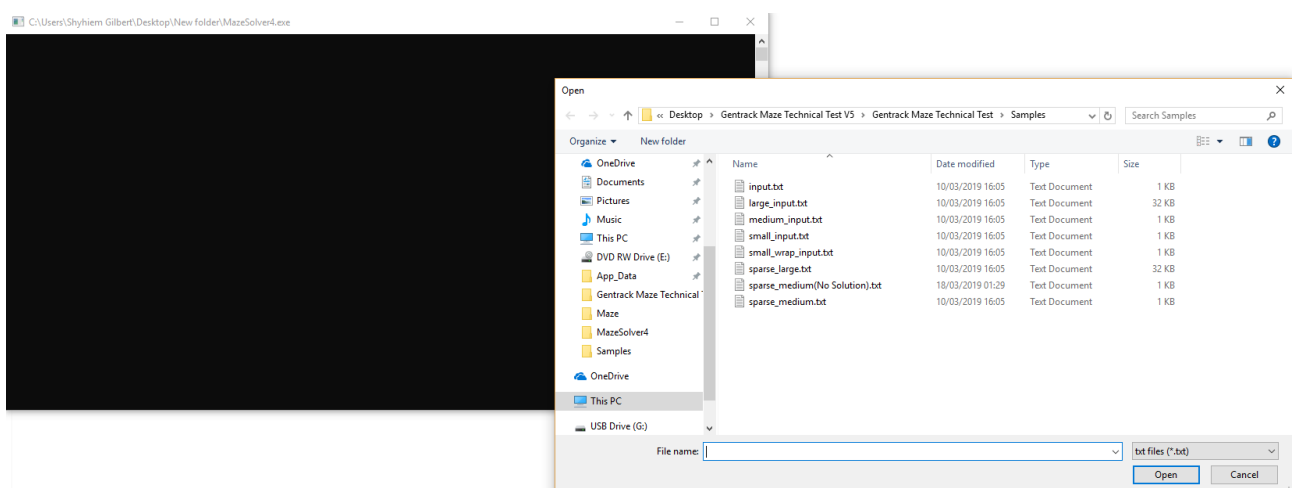 C:\Users\Shyhiem Gilbert\Desktop\New folder\MazeSolver4.exe
Open
« Desktop > Gentrack Maze Technical Test V5 > Gentrack Maze Technical Test > Samples
Search Samples
Organize New folder
OneDrive
Documents
Pictures
Music
This PC
DVD RW Drive (E:)
App_Data
Gentrack Maze Technical
Maze
MazeSolver4
Samples
OneDrive
This PC
USB Drive (G:)
Name Date modified Type Size
input.txt 10/03/2019 16:05 Text Document 1 KB
large_input.txt 10/03/2019 16:05 Text Document 32 KB
medium_input.txt 10/03/2019 16:05 Text Document 1 KB
small_input.txt 10/03/2019 16:05 Text Document 1 KB
small_wrap_input.txt 10/03/2019 16:05 Text Document 1 KB
sparse_large.txt 10/03/2019 16:05 Text Document 32 KB
sparse_medium(No Solution).txt 18/03/2019 01:29 Text Document 1 KB
sparse_medium.txt 10/03/2019 16:05 Text Document 1 KB
File name: txt files (*.txt)
Open Cancel